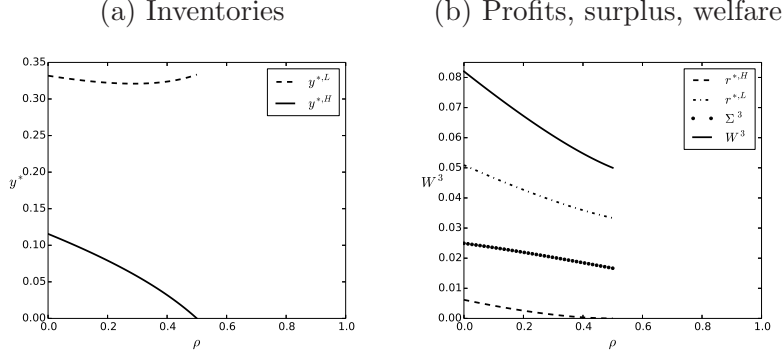 (a) Inventories
0.35
0.30
0.25
0.20
0.15
0.10
0.05
0.00
y*
y*,L
y*,H
0.0 0.2 0.4 0.6 0.8 1.0
ρ
(b) Profits, surplus, welfare
0.08
0.07
0.06
0.05
0.04
0.03
0.02
0.01
0.00
W³
r*,H
r*,L
Σ³
W³
0.0 0.2 0.4 0.6 0.8 1.0
ρ